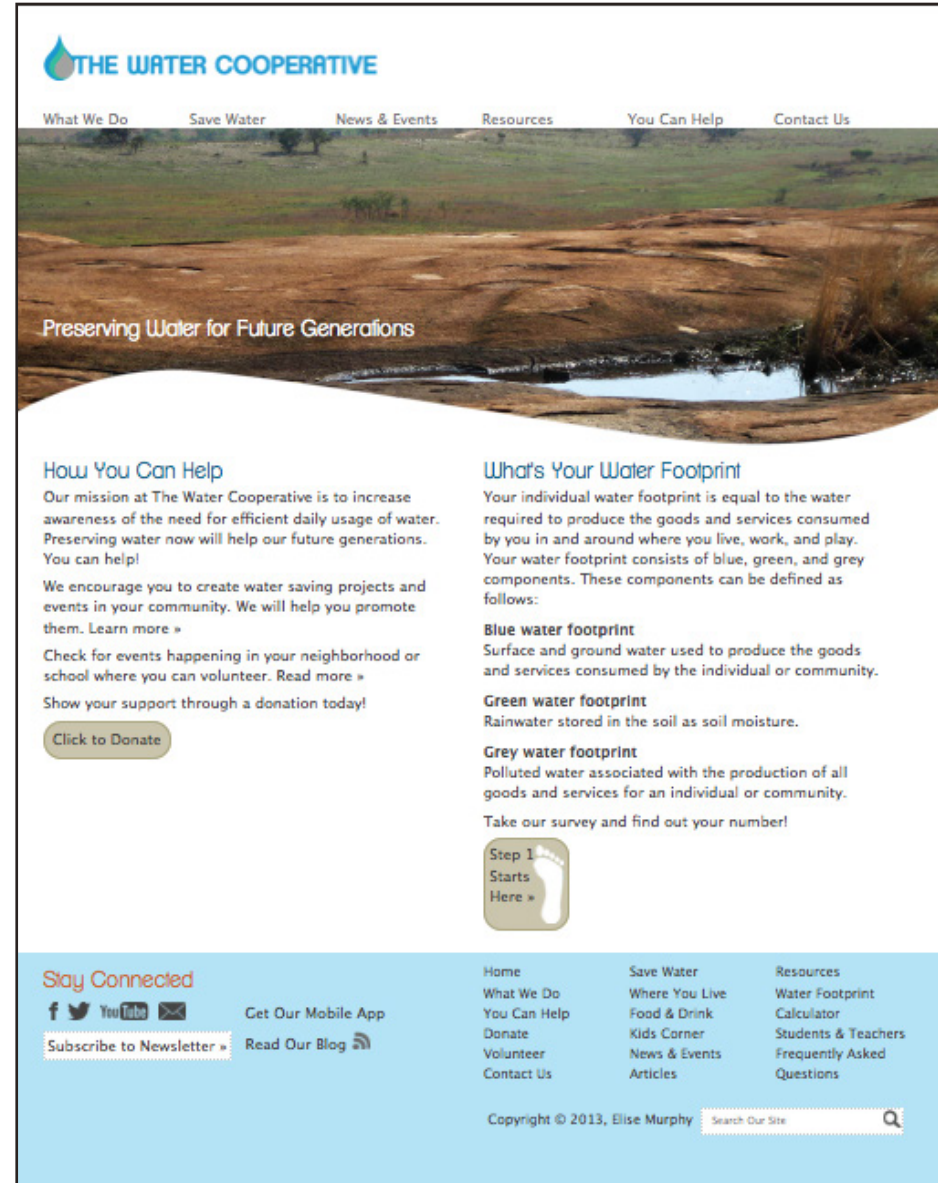 THE WATER COOPERATIVE
What We Do Save Water News & Events Resources You Can Help Contact Us
Preserving Water for Future Generations
How You Can Help
Our mission at The Water Cooperative is to increase
awareness of the need for efficient daily usage of water.
Preserving water now will help our future generations.
You can help!
We encourage you to create water saving projects and
events in your community. We will help you promote
them. Learn more »
Check for events happening in your neighborhood or
school where you can volunteer. Read more »
Show your support through a donation today!
Click to Donate
What's Your Water Footprint
Your individual water footprint is equal to the water
required to produce the goods and services consumed
by you in and around where you live, work, and play.
Your water footprint consists of blue, green, and grey
components. These components can be defined as
follows:
Blue water footprint
Surface and ground water used to produce the goods
and services consumed by the individual or community.
Green water footprint
Rainwater stored in the soil as soil moisture.
Grey water footprint
Polluted water associated with the production of all
goods and services for an individual or community.
Take our survey and find out your number!
Step 1
Starts
Here »
Stay Connected
f YouTube
Subscribe to Newsletter »
Get Our Mobile App
Read Our Blog
Home
What We Do
You Can Help
Donate
Volunteer
Contact Us
Save Water
Where You Live
Food & Drink
Kids Corner
News & Events
Articles
Resources
Water Footprint
Calculator
Students & Teachers
Frequently Asked
Questions
Copyright © 2013, Elise Murphy
Search Our Site